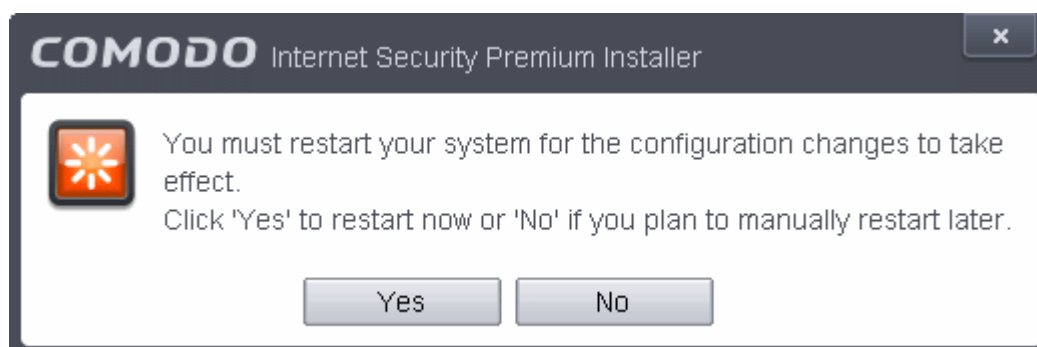 COMODO Internet Security Premium Installer
You must restart your system for the configuration changes to take
effect.
Click 'Yes' to restart now or 'No' if you plan to manually restart later.
Yes No